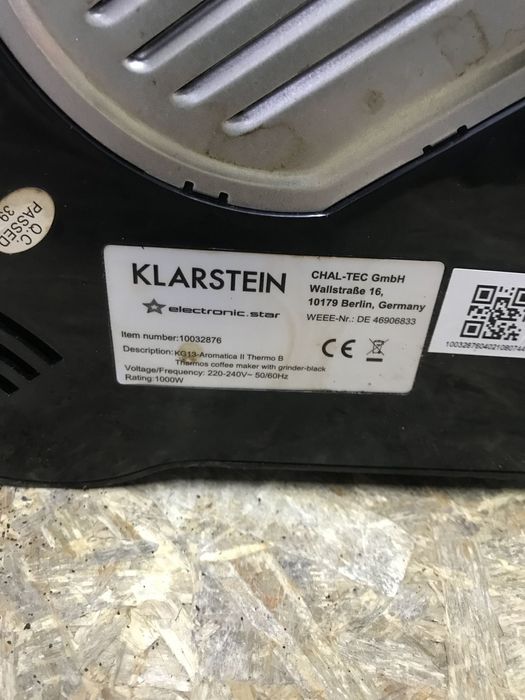 Q.C.
PASSED
39
KLARSTEIN
electronic.star
CHAL-TEC GmbH
Wallstraße 16,
10179 Berlin, Germany
WEEE-Nr.: DE 46906833
Item number:10032876
Description:KG13-Aromatica II Thermo B
Thermos coffee maker with grinder-black
Voltage/Frequency: 220-240V~ 50/60Hz
Rating:1000W
CE